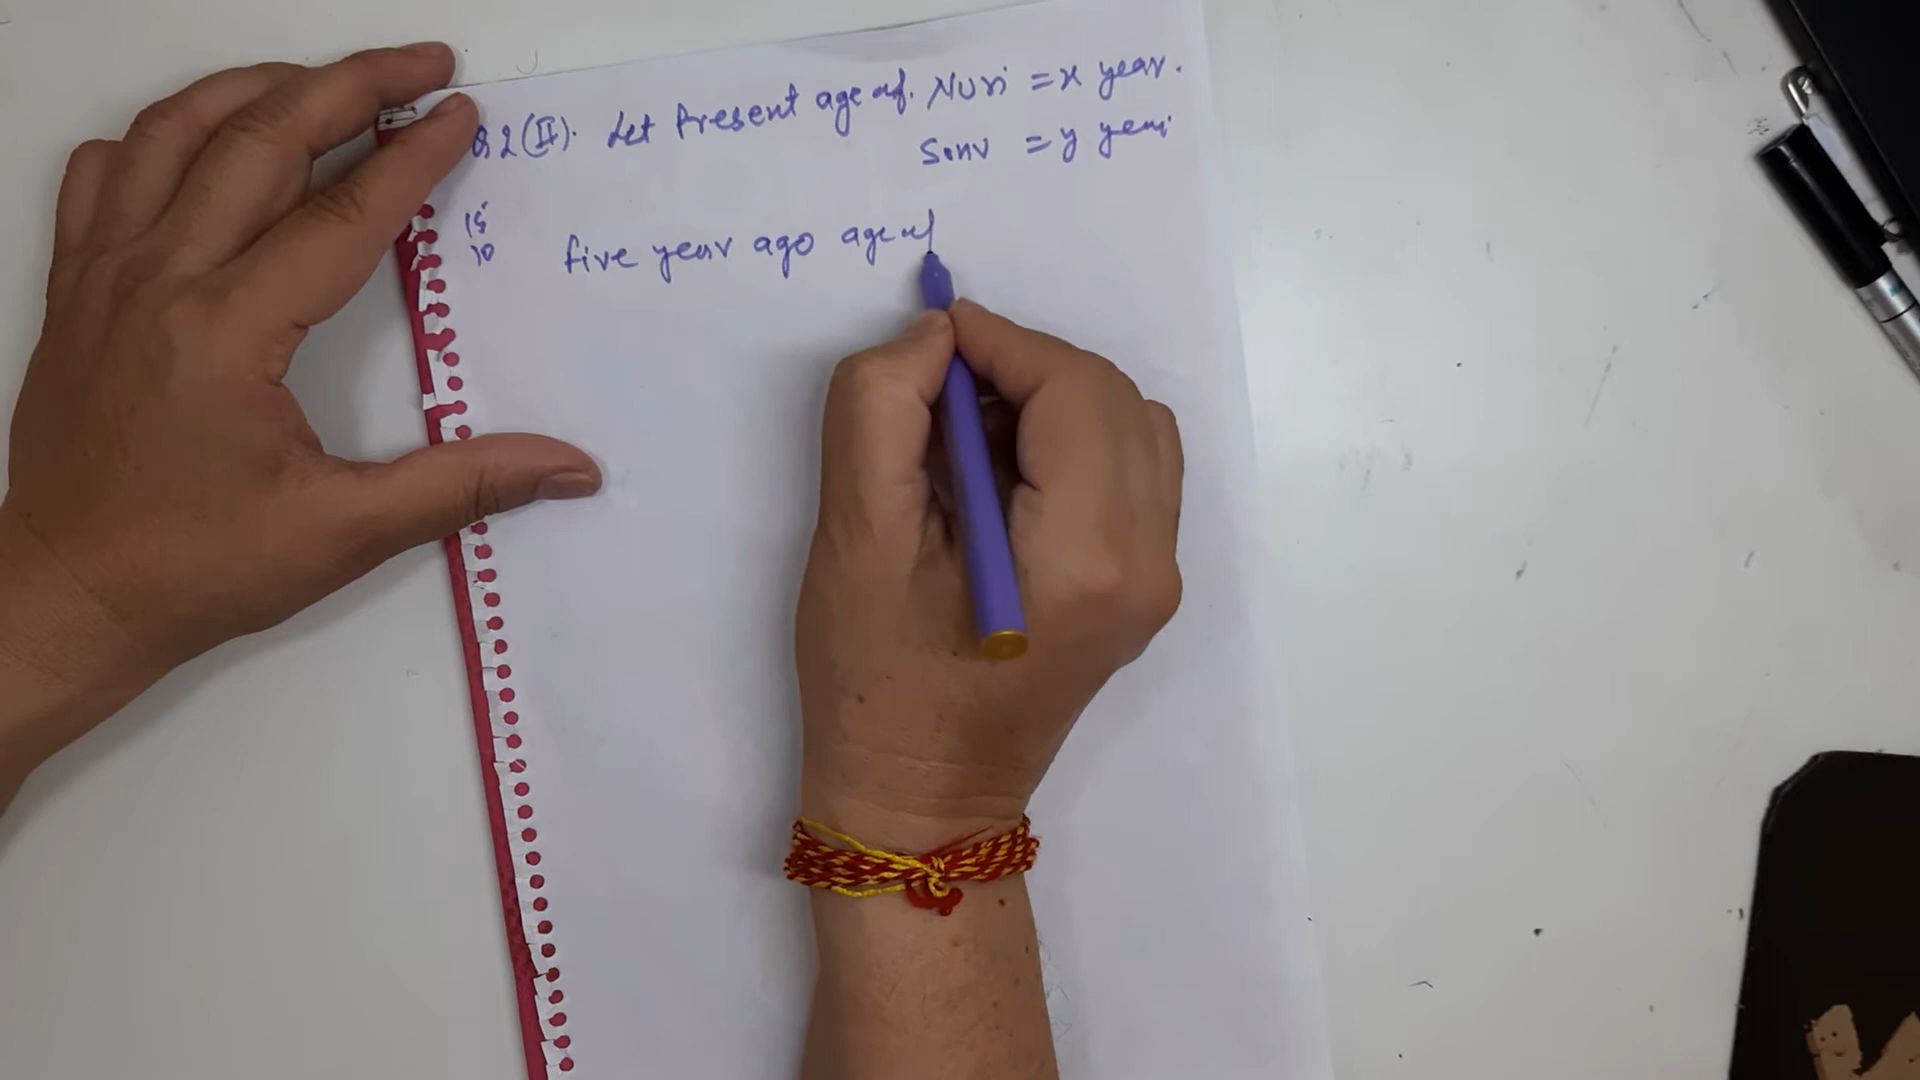 Q2(II). Let Present age of. Nuri = x year.
Sonu = y year
15
10
five year ago age of